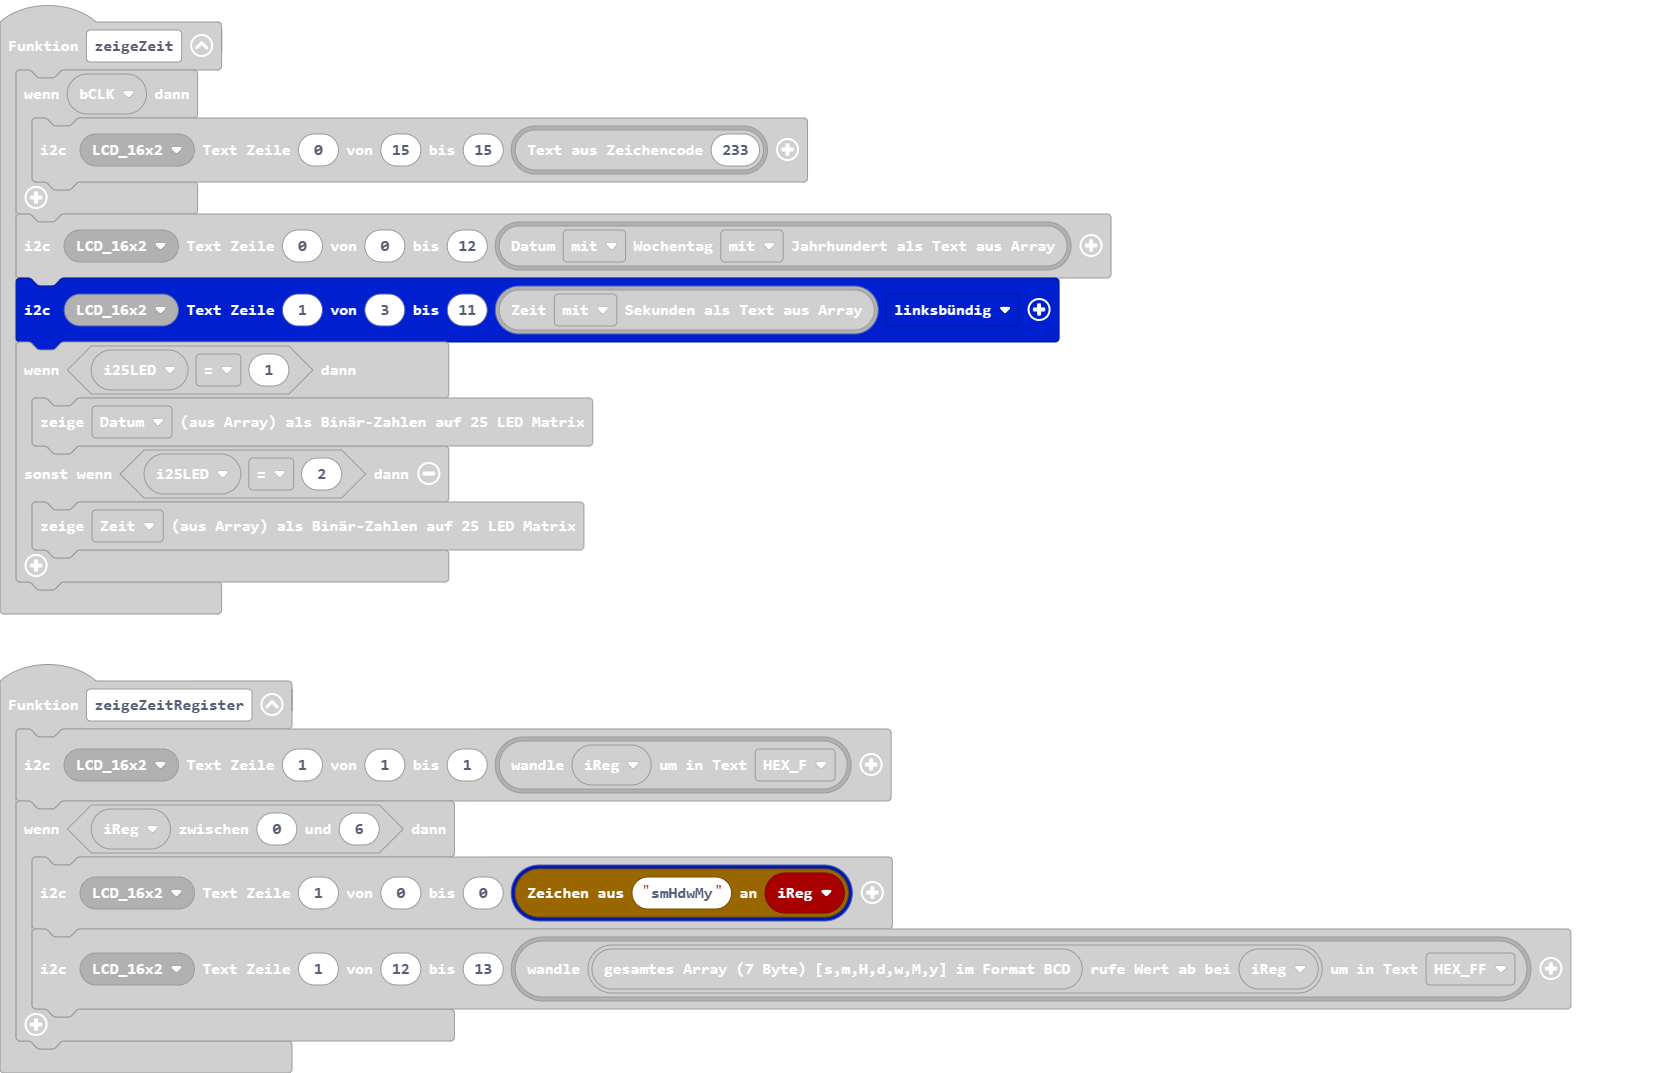 Funktion zeigeZeit
wenn bCLK dann
i2c LCD_16x2 Text Zeile 0 von 15 bis 15 Text aus Zeichencode 233
i2c LCD_16x2 Text Zeile 0 von 0 bis 12 Datum mit Wochentag mit Jahrhundert als Text aus Array
i2c LCD_16x2 Text Zeile 1 von 3 bis 11 Zeit mit Sekunden als Text aus Array linksbündig
wenn i25LED = 1 dann
zeige Datum (aus Array) als Binär-Zahlen auf 25 LED Matrix
sonst wenn i25LED = 2 dann
zeige Zeit (aus Array) als Binär-Zahlen auf 25 LED Matrix
Funktion zeigeZeitRegister
i2c LCD_16x2 Text Zeile 1 von 1 bis 1 wandle iReg um in Text HEX_F
wenn iReg zwischen 0 und 6 dann
i2c LCD_16x2 Text Zeile 1 von 0 bis 0 Zeichen aus "smHdwMy" an iReg
i2c LCD_16x2 Text Zeile 1 von 12 bis 13 wandle gesamtes Array (7 Byte) [s,m,H,d,w,M,y] im Format BCD rufe Wert ab bei iReg um in Text HEX_FF